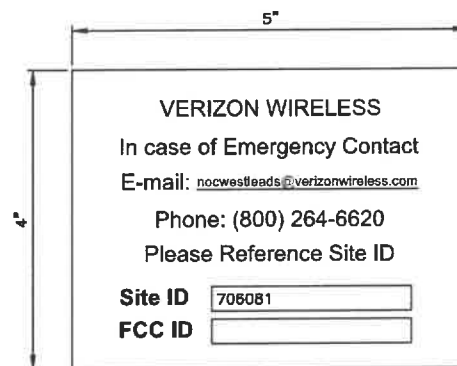 5"
4"
VERIZON WIRELESS
In case of Emergency Contact
E-mail: nocwestleads@verizonwireless.com
Phone: (800) 264-6620
Please Reference Site ID
Site ID 706081
FCC ID